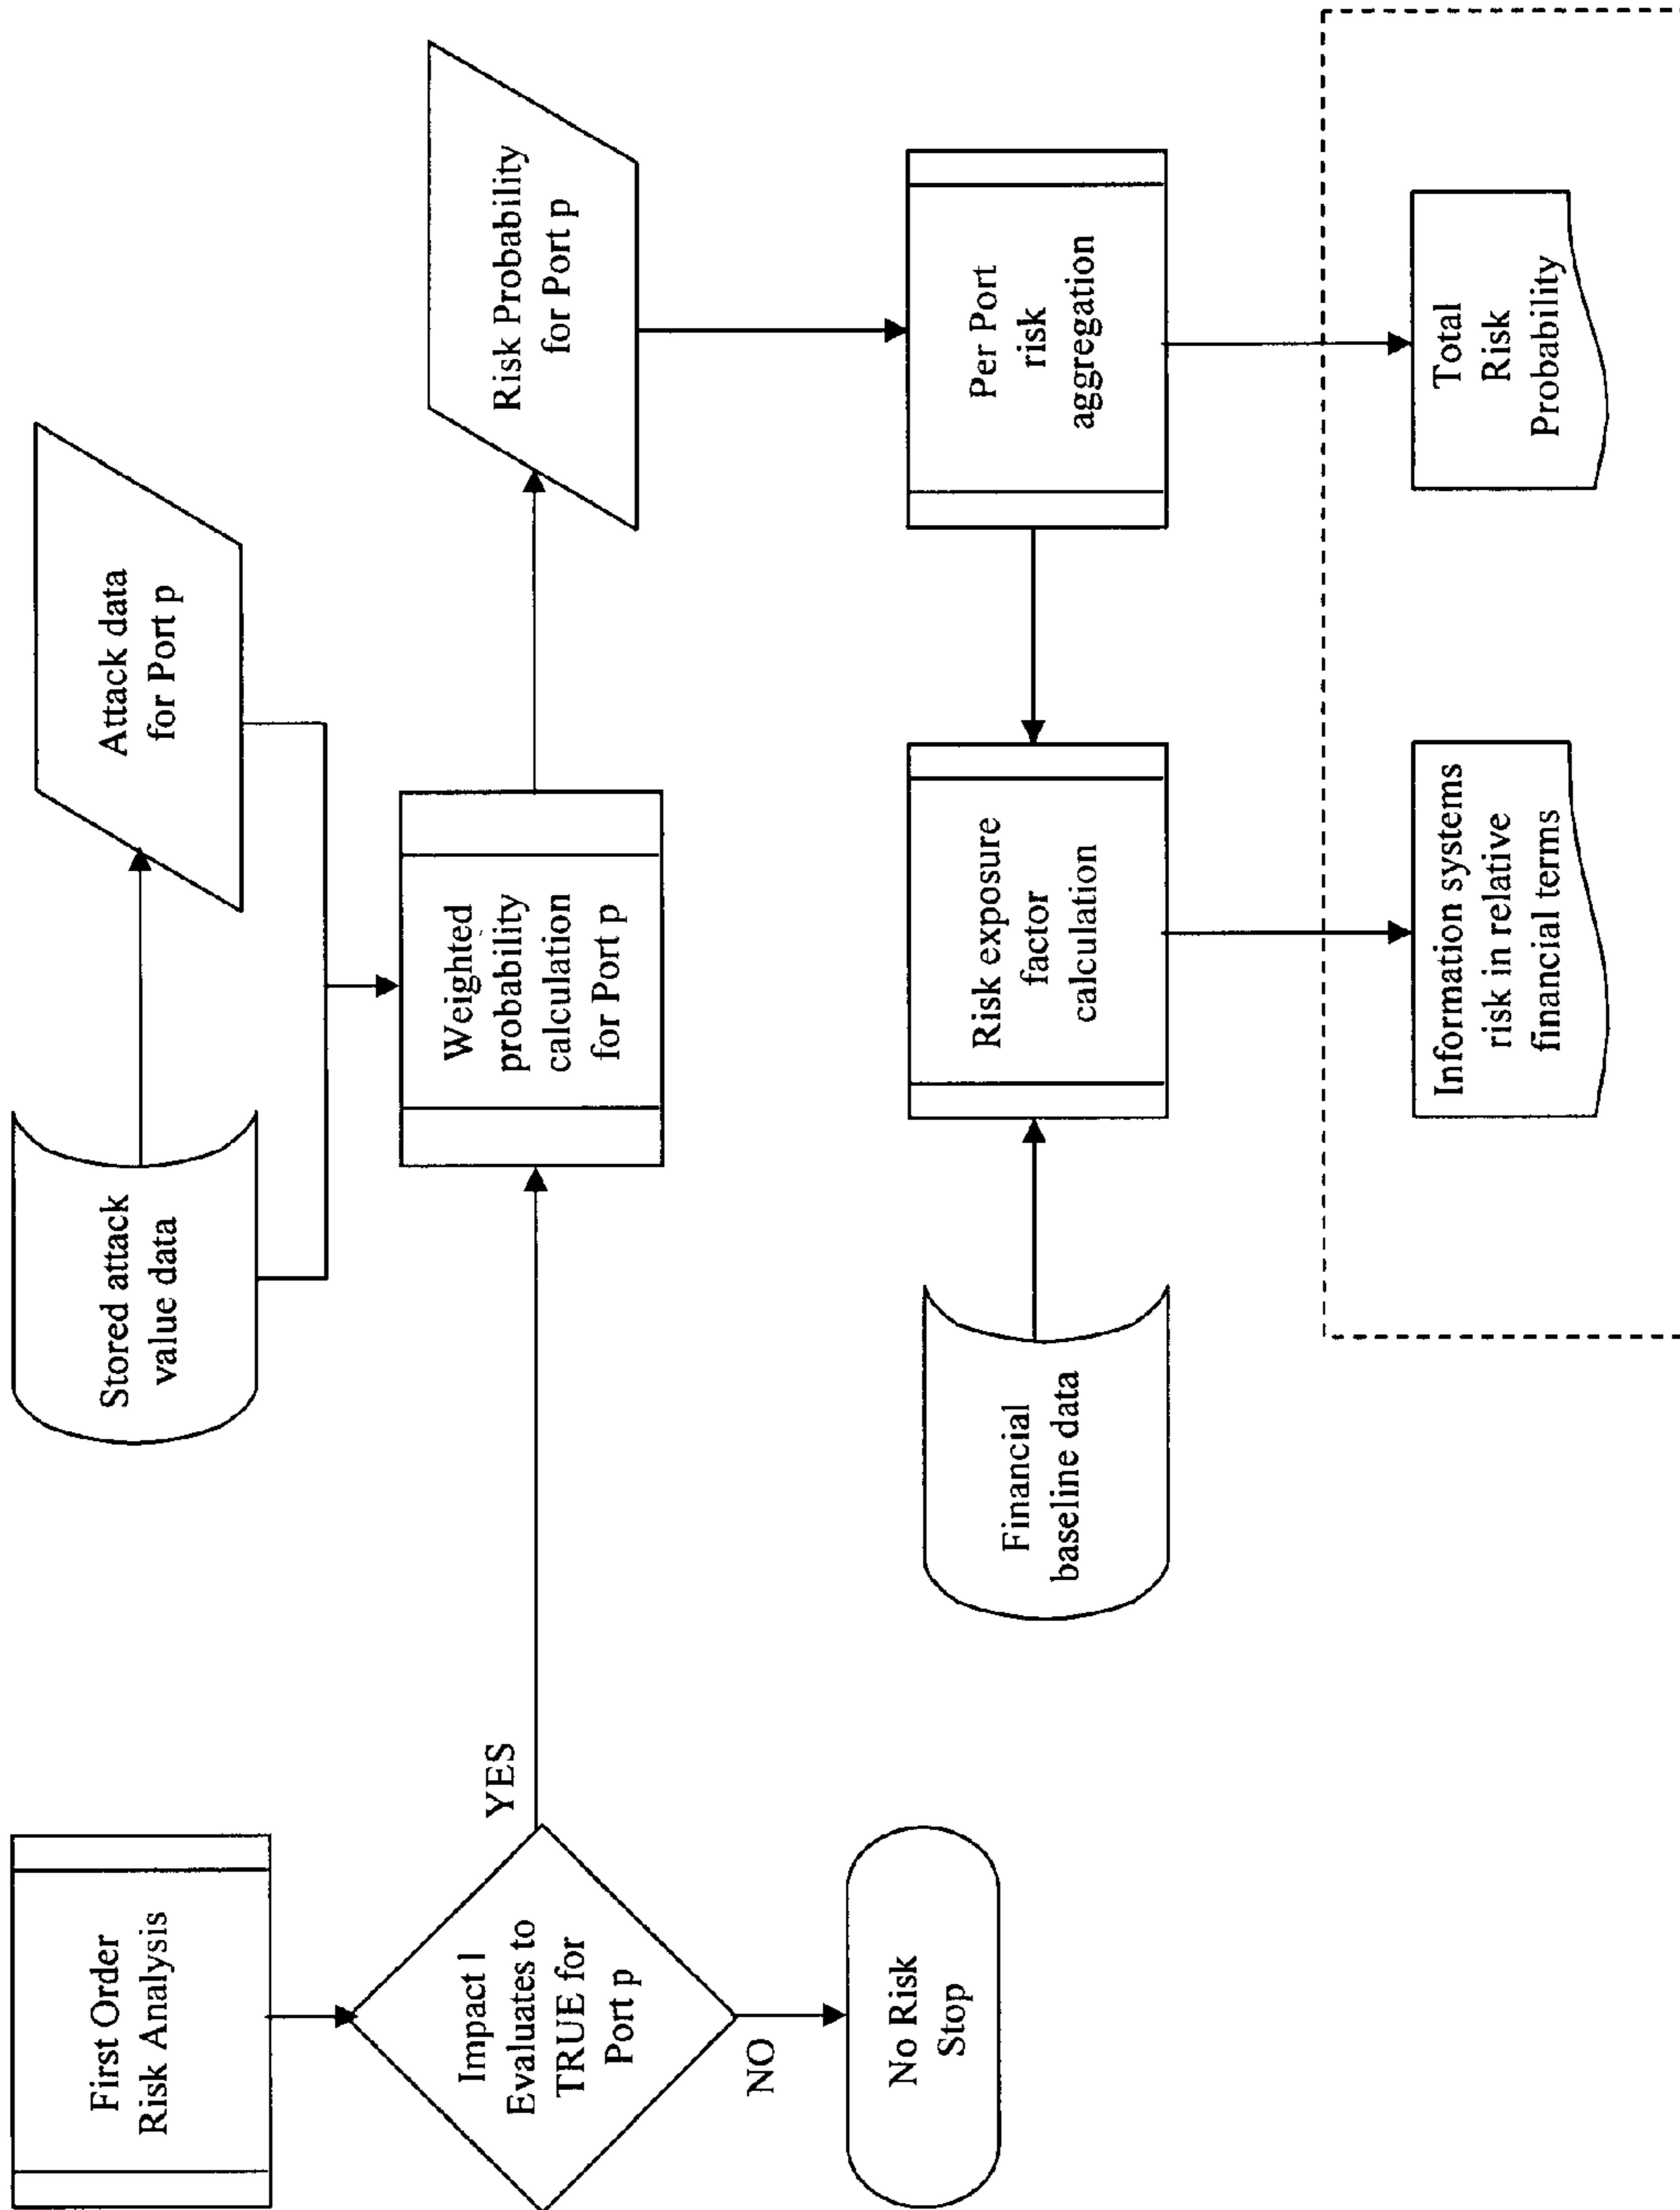 First Order
Risk Analysis
Impact I
Evaluates to
TRUE for
Port p
YES
NO
No Risk
Stop
Stored attack
value data
Attack data
for Port p
Weighted
probability
calculation
for Port p
Risk Probability
for Port p
Financial
baseline data
Risk exposure
factor
calculation
Per Port
risk
aggregation
Information systems
risk in relative
financial terms
Total
Risk
Probability